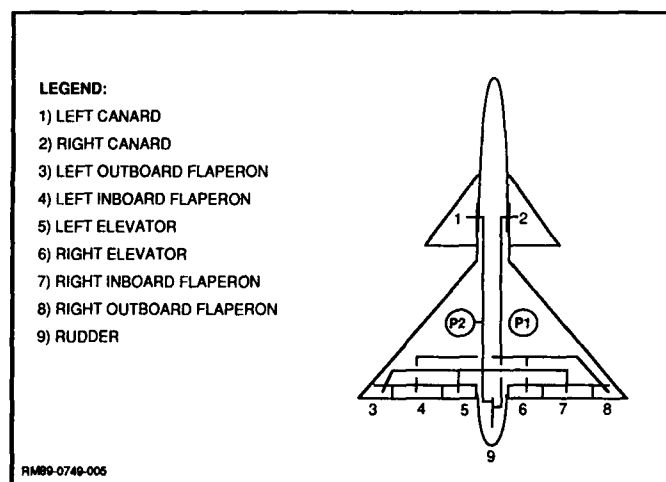 LEGEND:
1) LEFT CANARD
2) RIGHT CANARD
3) LEFT OUTBOARD FLAPERON
4) LEFT INBOARD FLAPERON
5) LEFT ELEVATOR
6) RIGHT ELEVATOR
7) RIGHT INBOARD FLAPERON
8) RIGHT OUTBOARD FLAPERON
9) RUDDER
1 2
P2 P1
3 4 5 6 7 8
9
RM89-0749-005